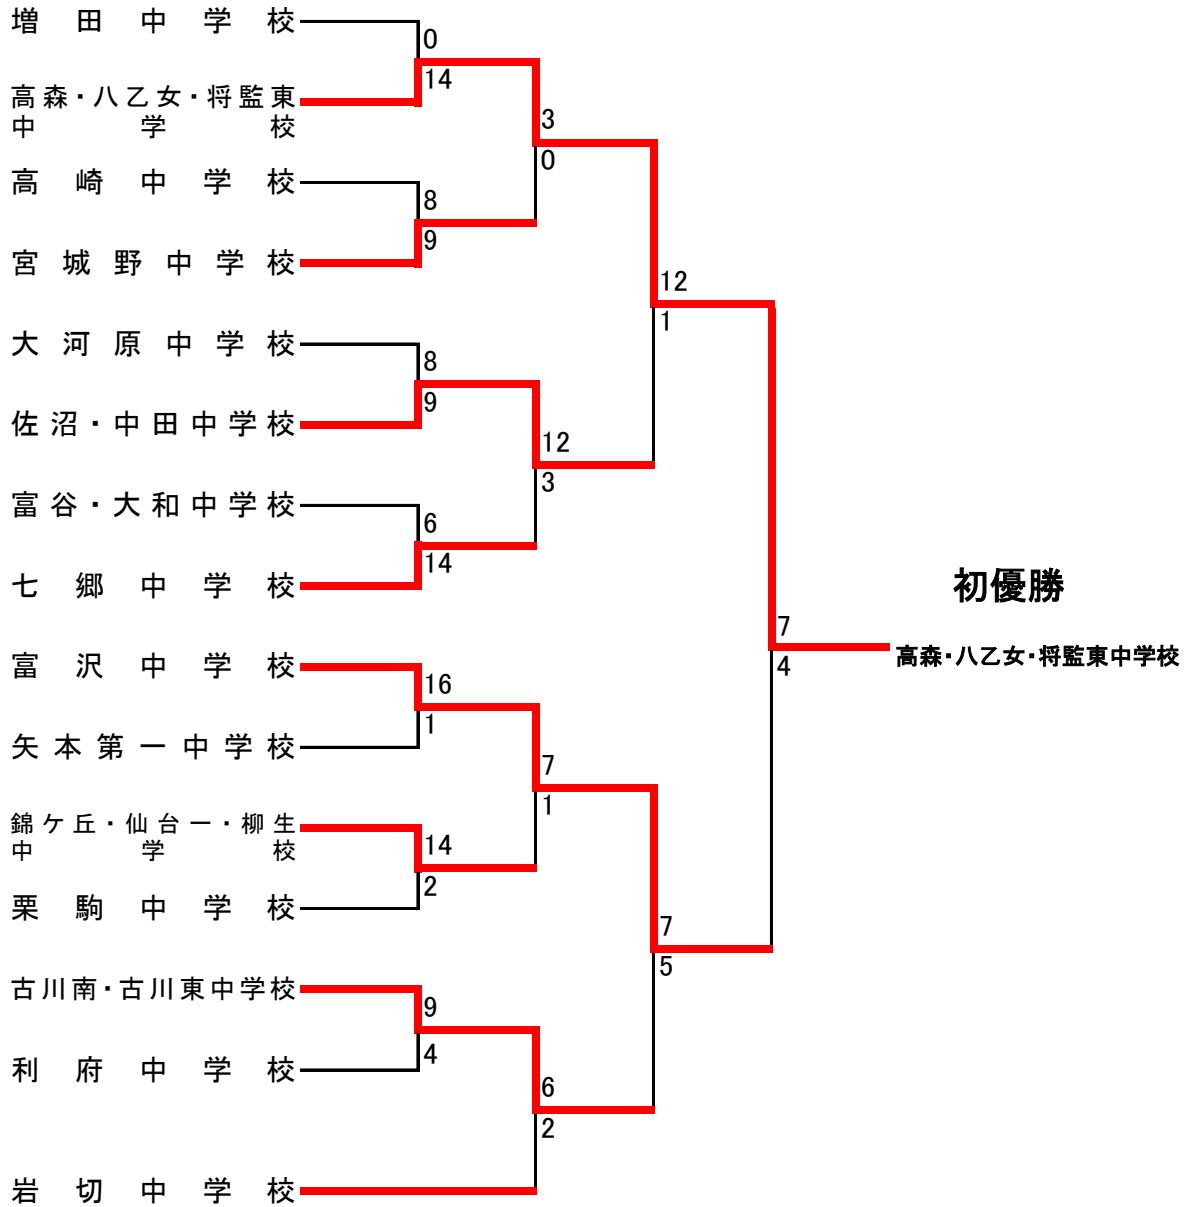 増田中学校
0
14
高森・八乙女・将監東
中学校
3
0
高崎中学校
8
9
宮城野中学校
12
1
大河原中学校
8
9
佐沼・中田中学校
12
3
富谷・大和中学校
6
14
七郷中学校
初優勝
7
4
高森・八乙女・将監東中学校
富沢中学校
16
1
矢本第一中学校
7
1
錦ケ丘・仙台一・柳生
中学校
14
2
栗駒中学校
7
5
古川南・古川東中学校
9
4
利府中学校
6
2
岩切中学校